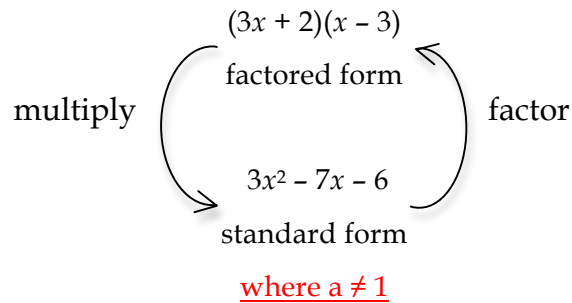 (3x + 2)(x – 3)
factored form
multiply
factor
3x² – 7x – 6
standard form
where a ≠ 1